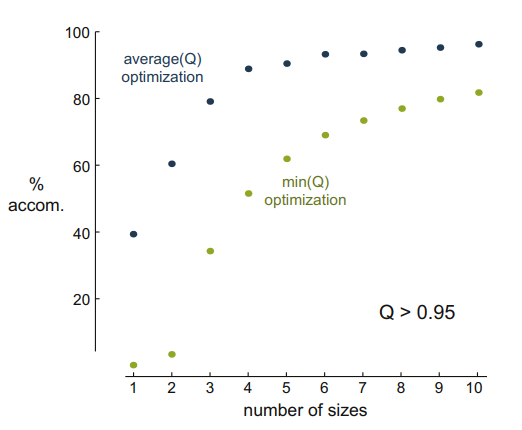 100
average(Q)
optimization
80
60
%
accom.
min(Q)
optimization
40
20
Q > 0.95
1 2 3 4 5 6 7 8 9 10
number of sizes